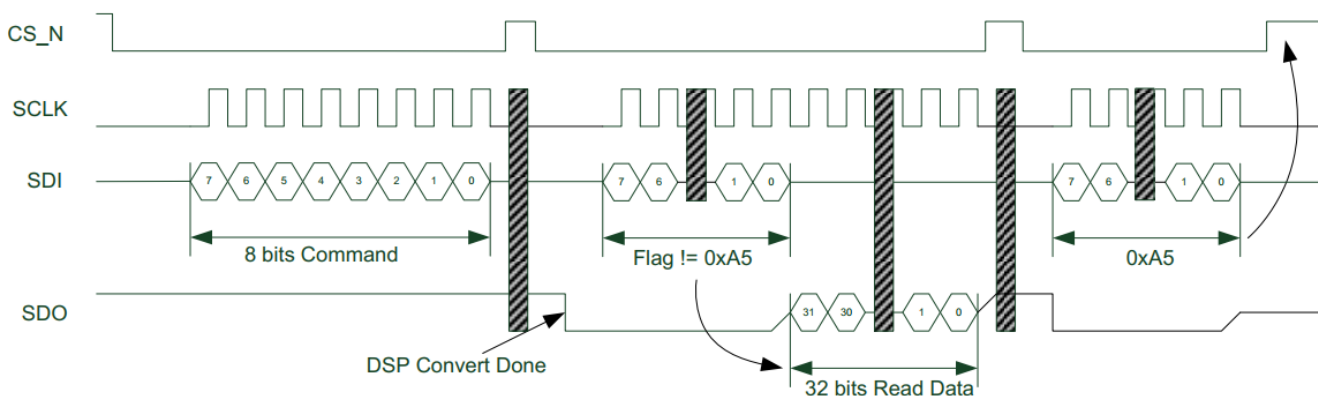 CS_N
SCLK
SDI
7 6 5 4 3 2 1 0 7 6 1 0 7 6 1 0
8 bits Command
Flag != 0xA5
0xA5
SDO
31 30 1 0
DSP Convert Done
32 bits Read Data